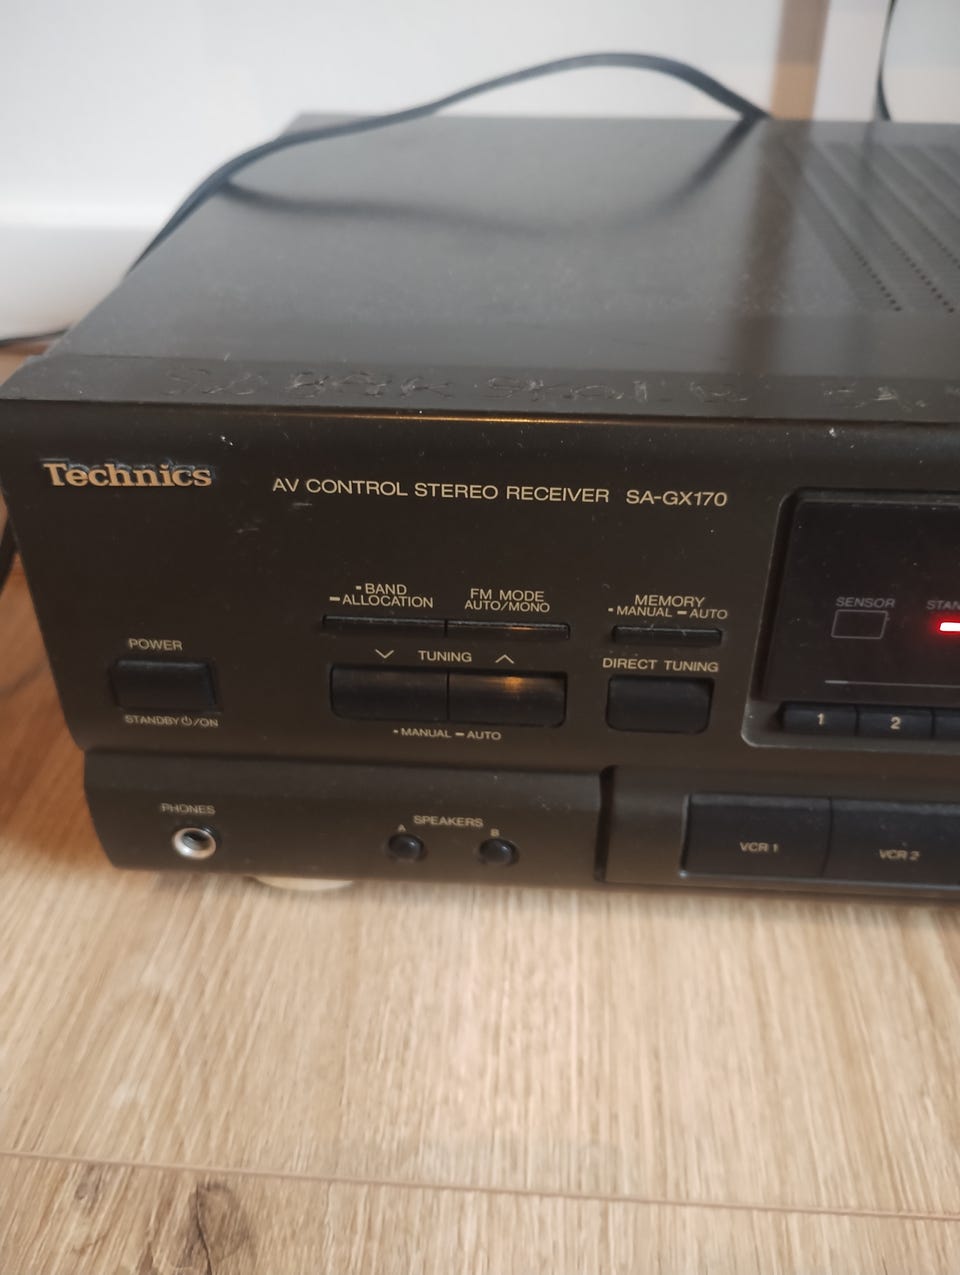 Technics
AV CONTROL STEREO RECEIVER SA-GX170
BAND
ALLOCATION
FM MODE
AUTO/MONO
MEMORY
MANUAL AUTO
SENSOR
STAN
POWER
TUNING
DIRECT TUNING
STANDBY ⏻/ON
MANUAL AUTO
1
2
PHONES
SPEAKERS
A
B
VCR 1
VCR 2